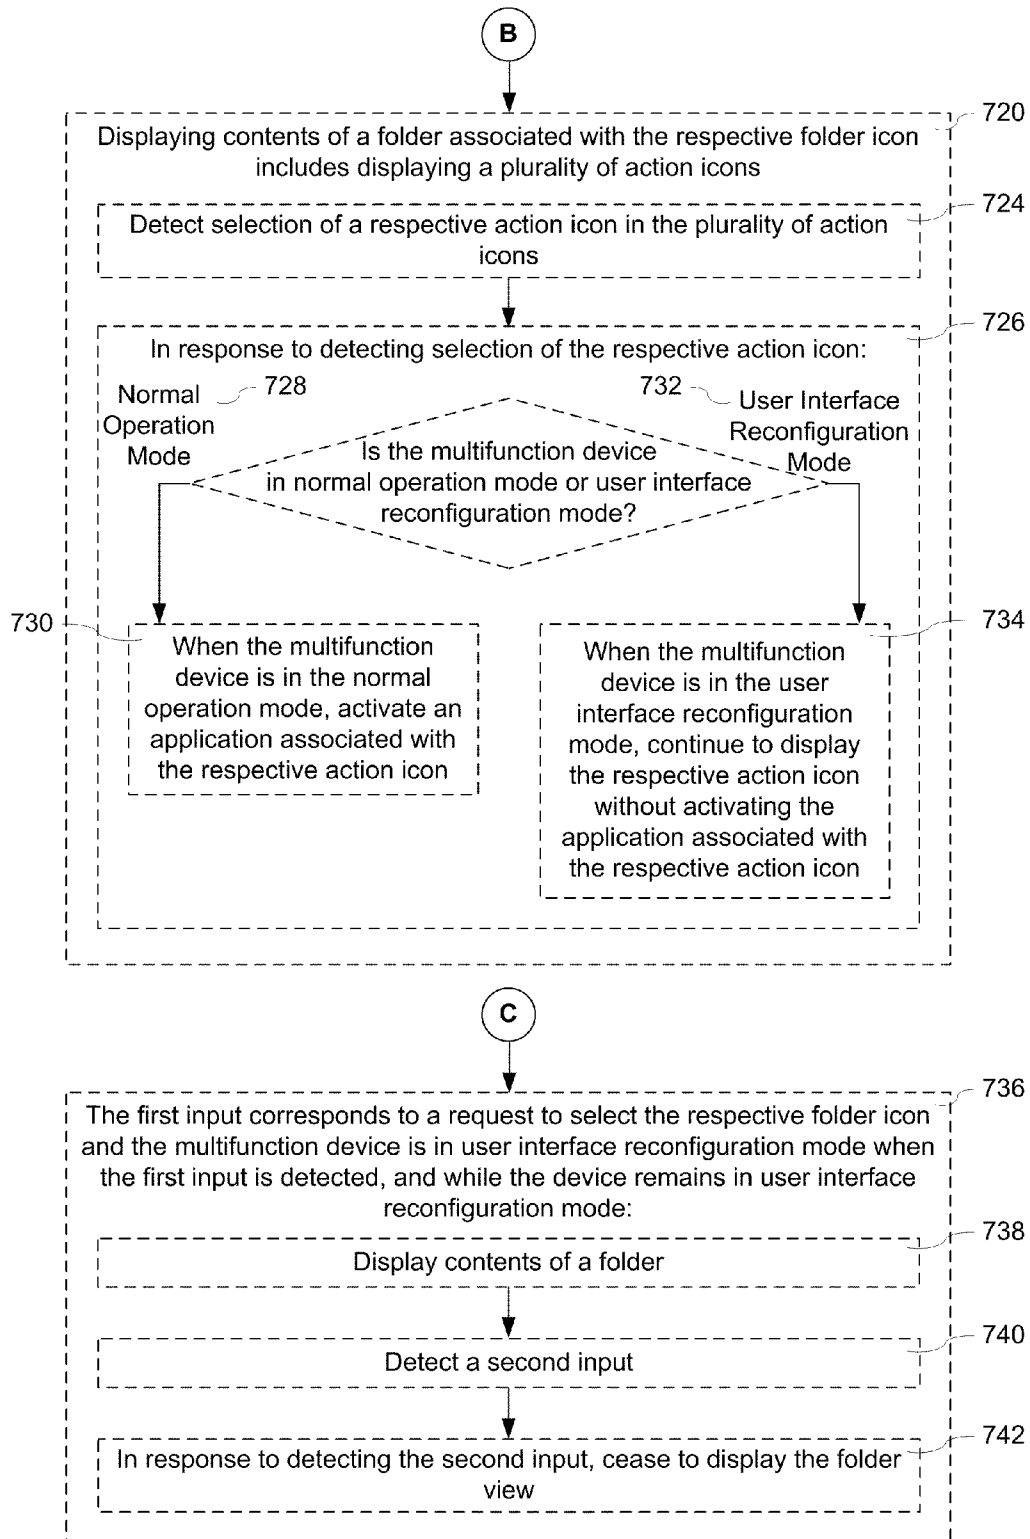 B
720
Displaying contents of a folder associated with the respective folder icon
includes displaying a plurality of action icons
724
Detect selection of a respective action icon in the plurality of action
icons
726
In response to detecting selection of the respective action icon:
Normal
Operation
Mode
728
732
User Interface
Reconfiguration
Mode
Is the multifunction device
in normal operation mode or user interface
reconfiguration mode?
730
When the multifunction
device is in the normal
operation mode, activate an
application associated with
the respective action icon
734
When the multifunction
device is in the user
interface reconfiguration
mode, continue to display
the respective action icon
without activating the
application associated with
the respective action icon
C
736
The first input corresponds to a request to select the respective folder icon
and the multifunction device is in user interface reconfiguration mode when
the first input is detected, and while the device remains in user interface
reconfiguration mode:
738
Display contents of a folder
740
Detect a second input
742
In response to detecting the second input, cease to display the folder
view